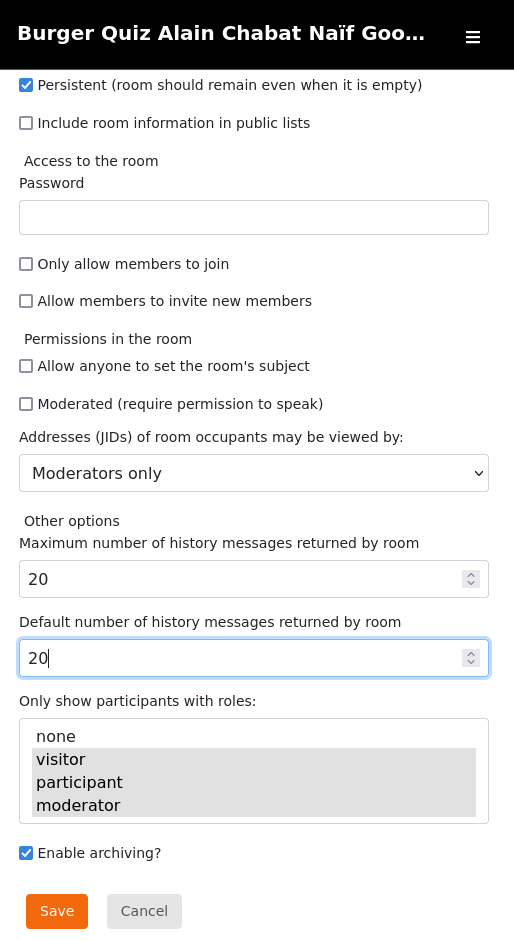 Burger Quiz Alain Chabat Naïf Goo…
Persistent (room should remain even when it is empty)
Include room information in public lists
Access to the room
Password
Only allow members to join
Allow members to invite new members
Permissions in the room
Allow anyone to set the room's subject
Moderated (require permission to speak)
Addresses (JIDs) of room occupants may be viewed by:
Moderators only
Other options
Maximum number of history messages returned by room
20
Default number of history messages returned by room
20
Only show participants with roles:
none
visitor
participant
moderator
Enable archiving?
Save Cancel